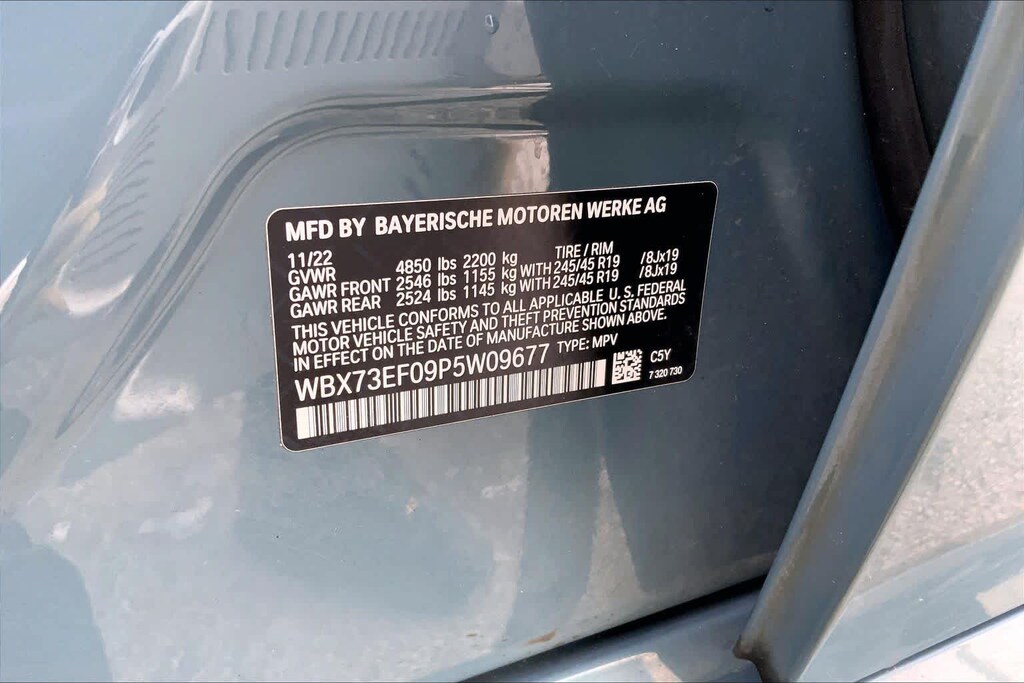 MFD BY BAYERISCHE MOTOREN WERKE AG
11/22 TIRE / RIM
GVWR 4850 lbs 2200 kg
GAWR FRONT 2546 lbs 1155 kg WITH 245/45 R19 /8Jx19
GAWR REAR 2524 lbs 1145 kg WITH 245/45 R19 /8Jx19
THIS VEHICLE CONFORMS TO ALL APPLICABLE U. S. FEDERAL
MOTOR VEHICLE SAFETY AND THEFT PREVENTION STANDARDS
IN EFFECT ON THE DATE OF MANUFACTURE SHOWN ABOVE.
WBX73EF09P5W09677 TYPE: MPV
C5Y
7 320 730